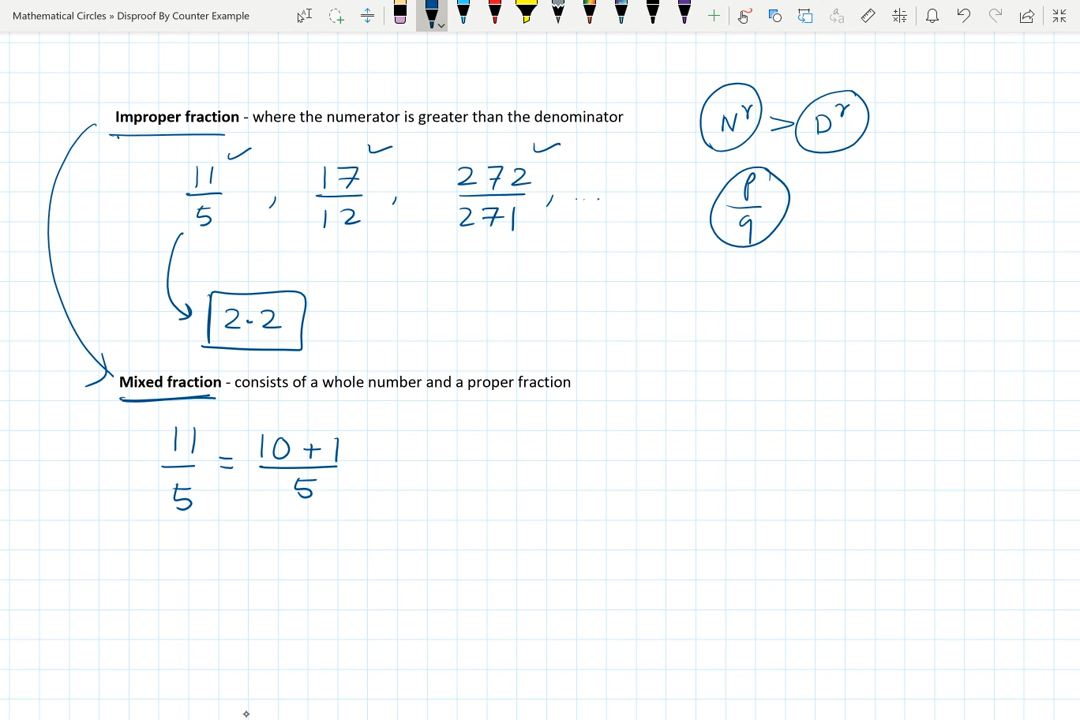 Mathematical Circles » Disproof By Counter Example
Improper fraction - where the numerator is greater than the denominator
Nʳ > Dʳ
11/5 , 17/12 , 272/271 , ...
p/q
2.2
Mixed fraction - consists of a whole number and a proper fraction
11/5 = 10 + 1/5